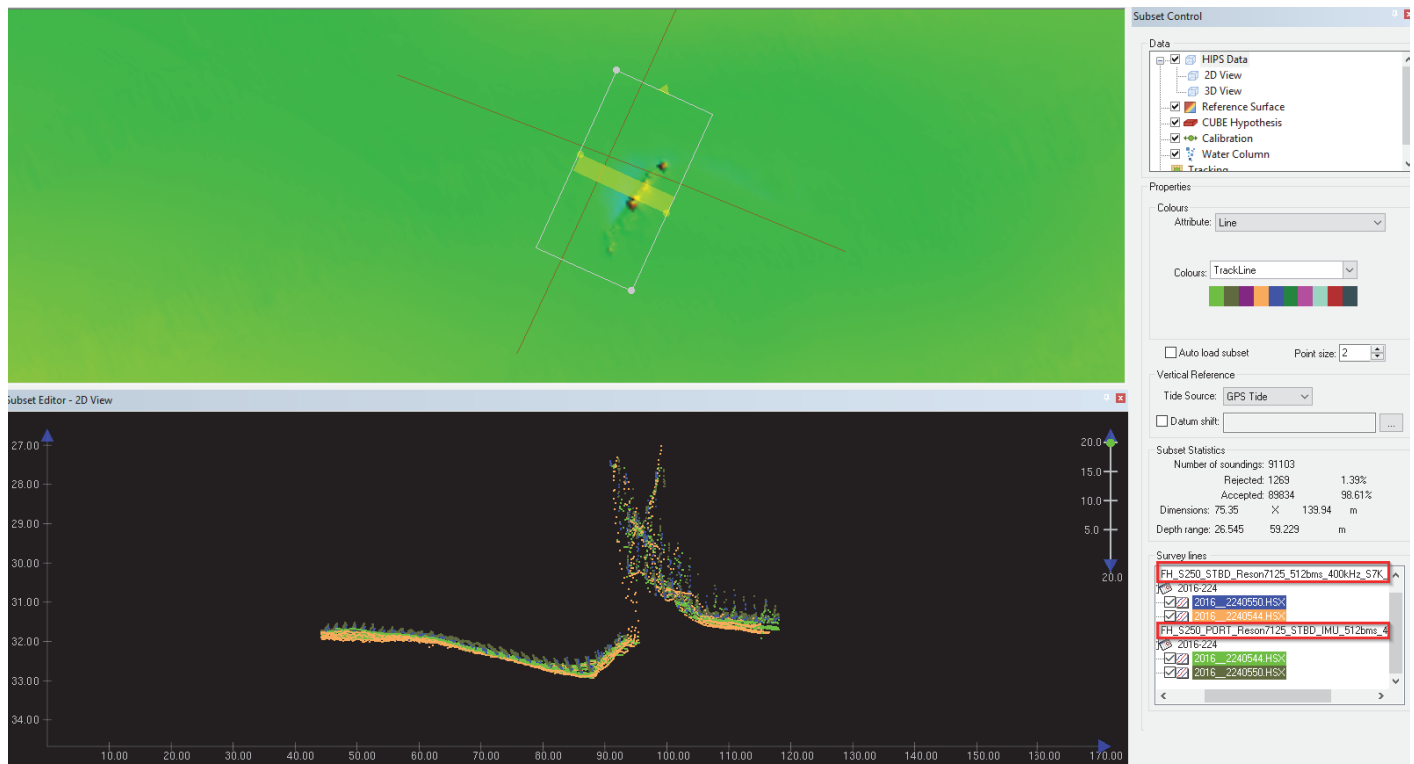 Subset Control
Data
HIPS Data
2D View
3D View
Reference Surface
CUBE Hypothesis
Calibration
Water Column
Tracking
Properties
Colours
Attribute: Line
Colours: TrackLine
Auto load subset Point size: 2
Vertical Reference
Tide Source: GPS Tide
Datum shift: ...
Subset Statistics
Number of soundings: 91103
Rejected: 1269 1.39%
Accepted: 89834 98.61%
Dimensions: 75.35 X 139.94 m
Depth range: 26.545 59.229 m
Survey lines
FH_S250_STBD_Reson7125_512bms_400kHz_S7K_
2016-224
2016__2240550.HSX
2016__2240544.HSX
FH_S250_PORT_Reson7125_STBD_IMU_512bms_4
2016-224
2016__2240544.HSX
2016__2240550.HSX
Subset Editor - 2D View
27.00
28.00
29.00
30.00
31.00
32.00
33.00
34.00
20.0
15.0
10.0
5.0
20.0
10.00 20.00 30.00 40.00 50.00 60.00 70.00 80.00 90.00 100.00 110.00 120.00 130.00 140.00 150.00 160.00 170.00